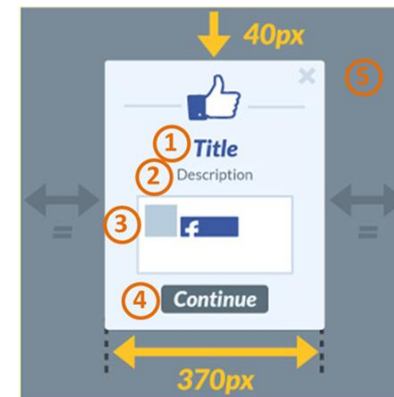 40px
5
1 Title
2 Description
3
f
4 Continue
=
=
370px